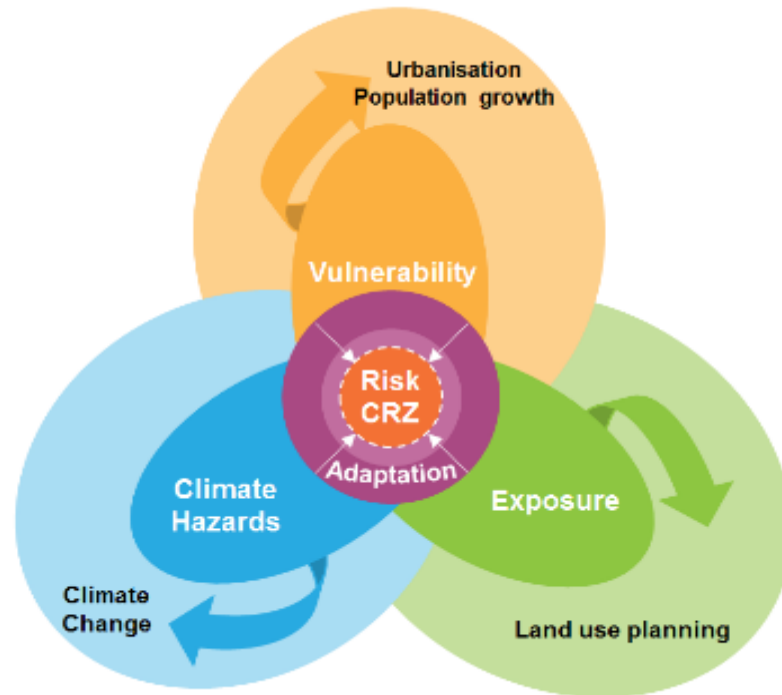 Urbanisation
Population growth
Vulnerability
Risk
CRZ
Adaptation
Climate
Hazards
Exposure
Climate
Change
Land use planning